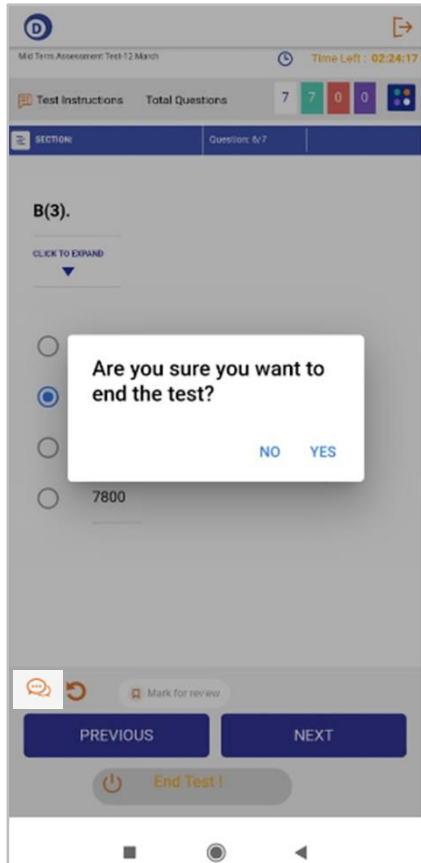 D
Mid Term Assessment Test-12 March
Time Left : 02:24:17
Test Instructions Total Questions 7 7 0 0
SECTION: Question: 6/7
B(3).
CLICK TO EXPAND
Are you sure you want to
end the test?
NO YES
7800
Mark for review
PREVIOUS NEXT
End Test !